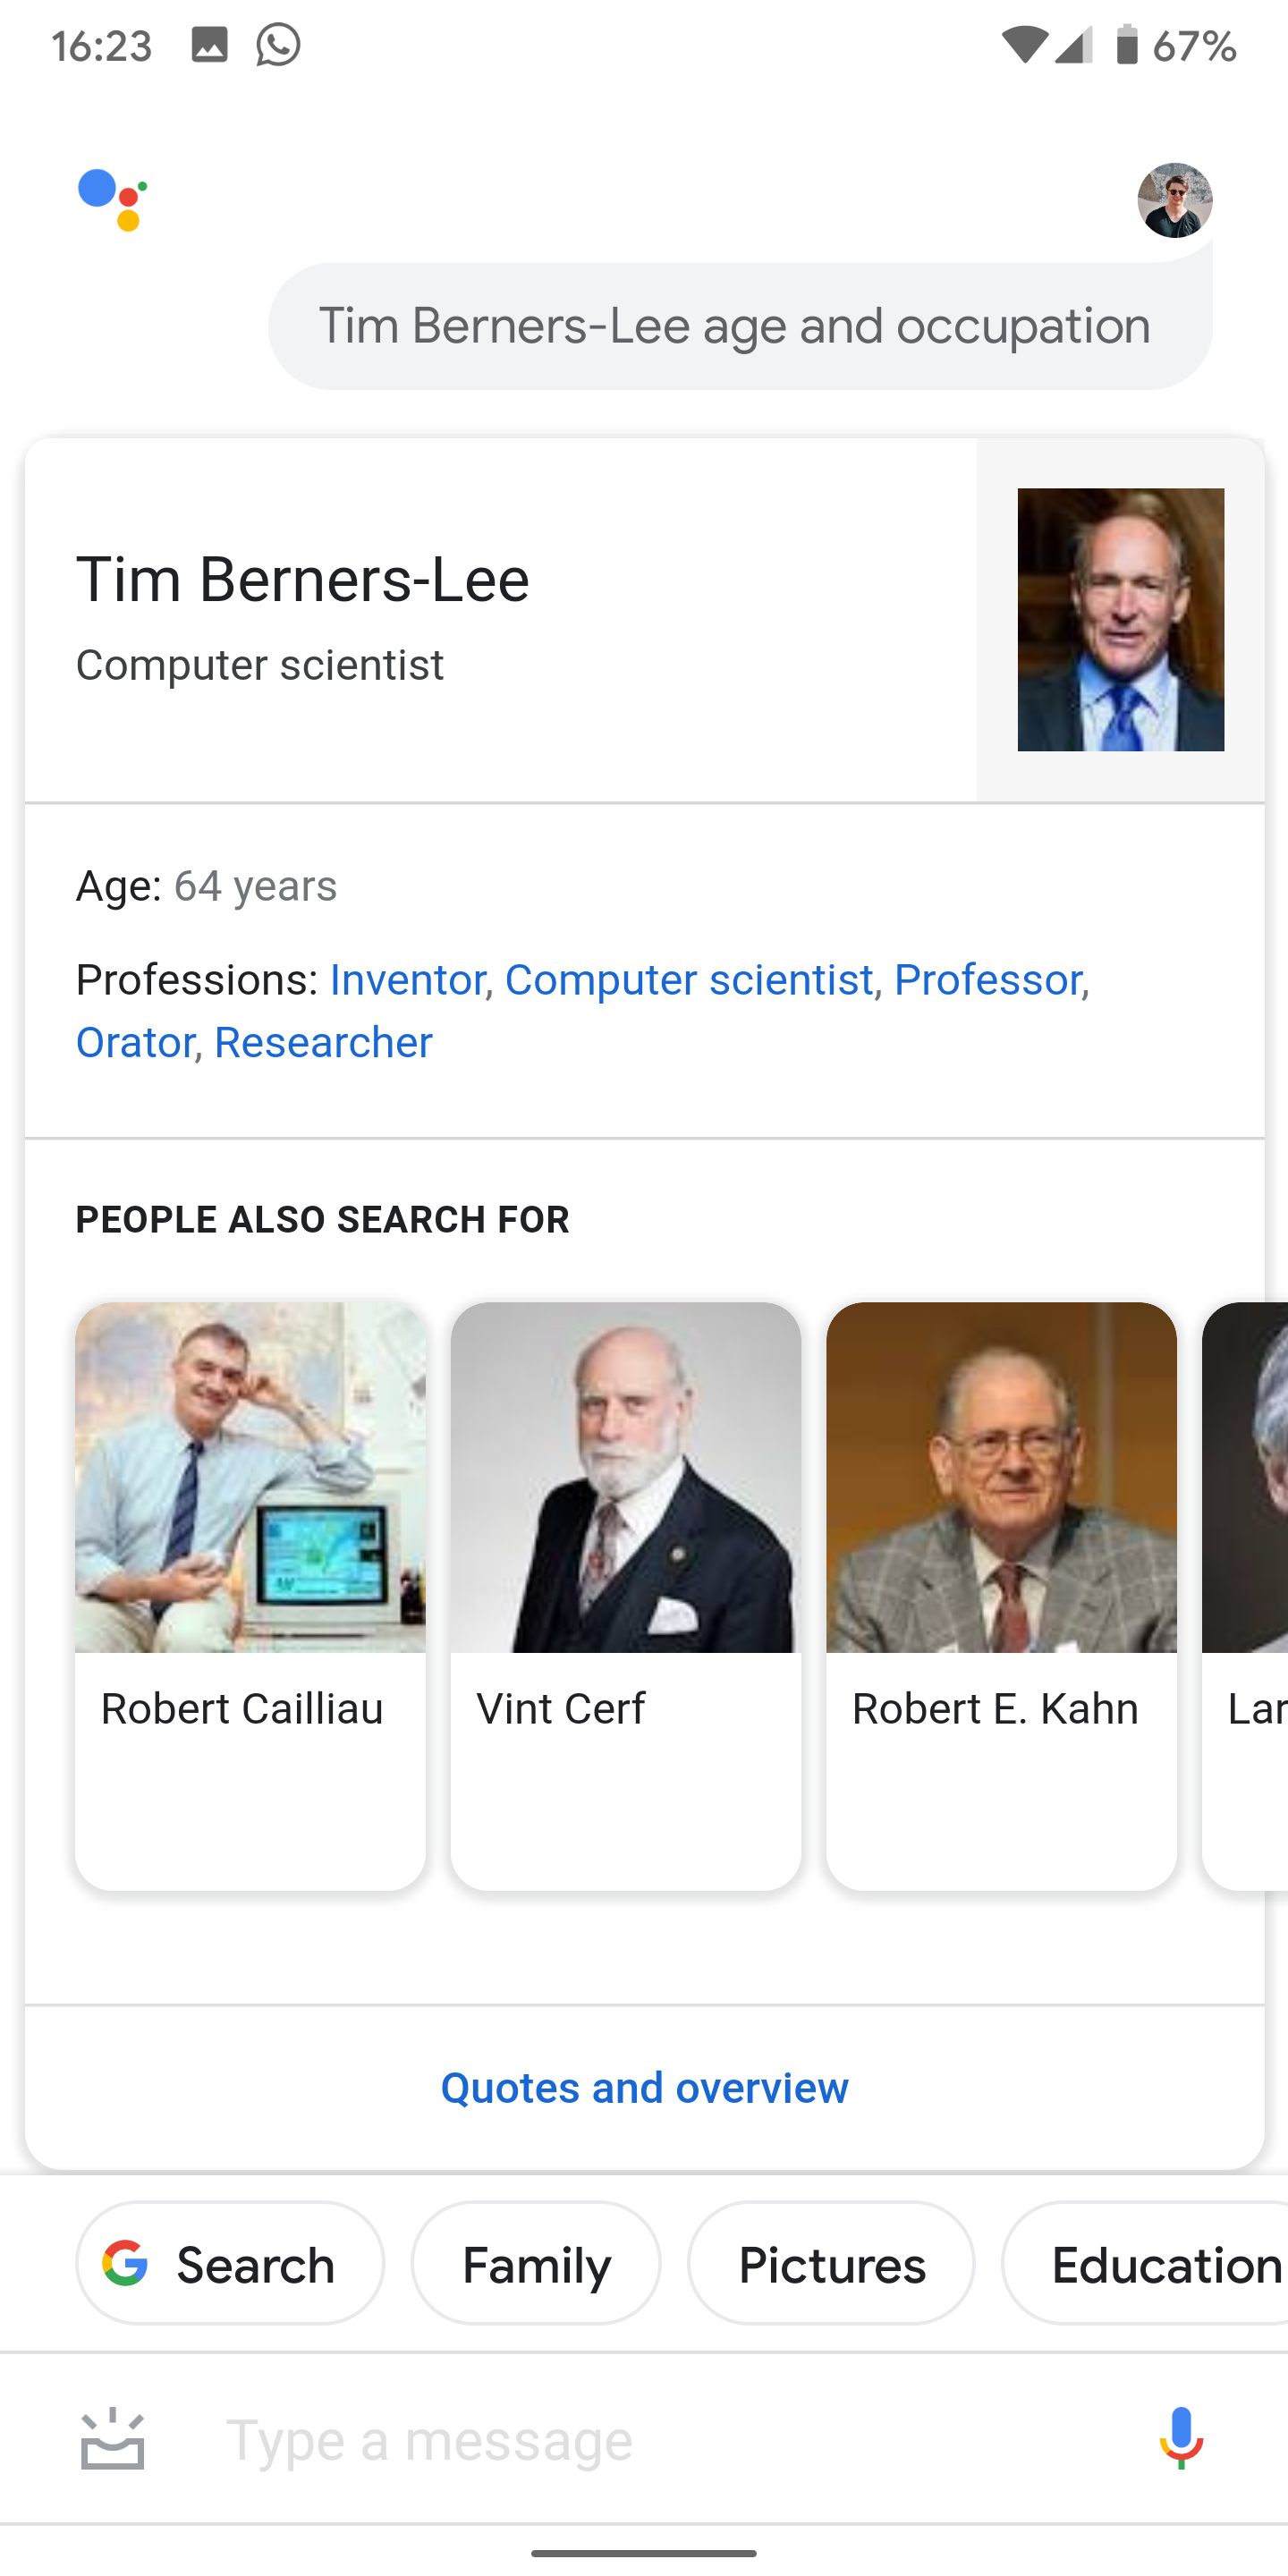 16:23
67%
Tim Berners-Lee age and occupation
Tim Berners-Lee
Computer scientist
Age: 64 years
Professions: Inventor, Computer scientist, Professor,
Orator, Researcher
PEOPLE ALSO SEARCH FOR
Robert Cailliau
Vint Cerf
Robert E. Kahn
Lar
Quotes and overview
Search
Family
Pictures
Education
Type a message